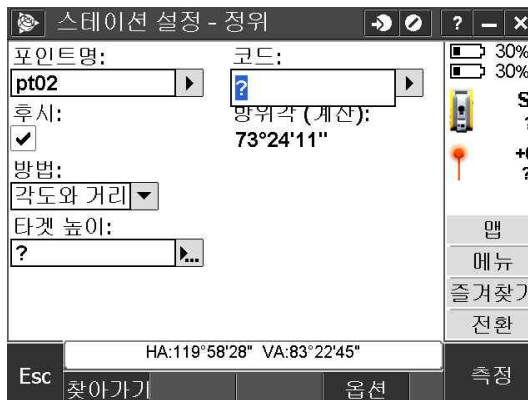 스테이션 설정 - 정위
? – ×
포인트명:
코드:
pt02
?
후시:
방위각 (계산):
73°24'11"
방법:
각도와 거리
타겟 높이:
?
30%
30%
S
?
+0
?
맵
메뉴
즐겨찾기
전환
HA:119°58'28" VA:83°22'45"
Esc
찾아가기
옵션
측정